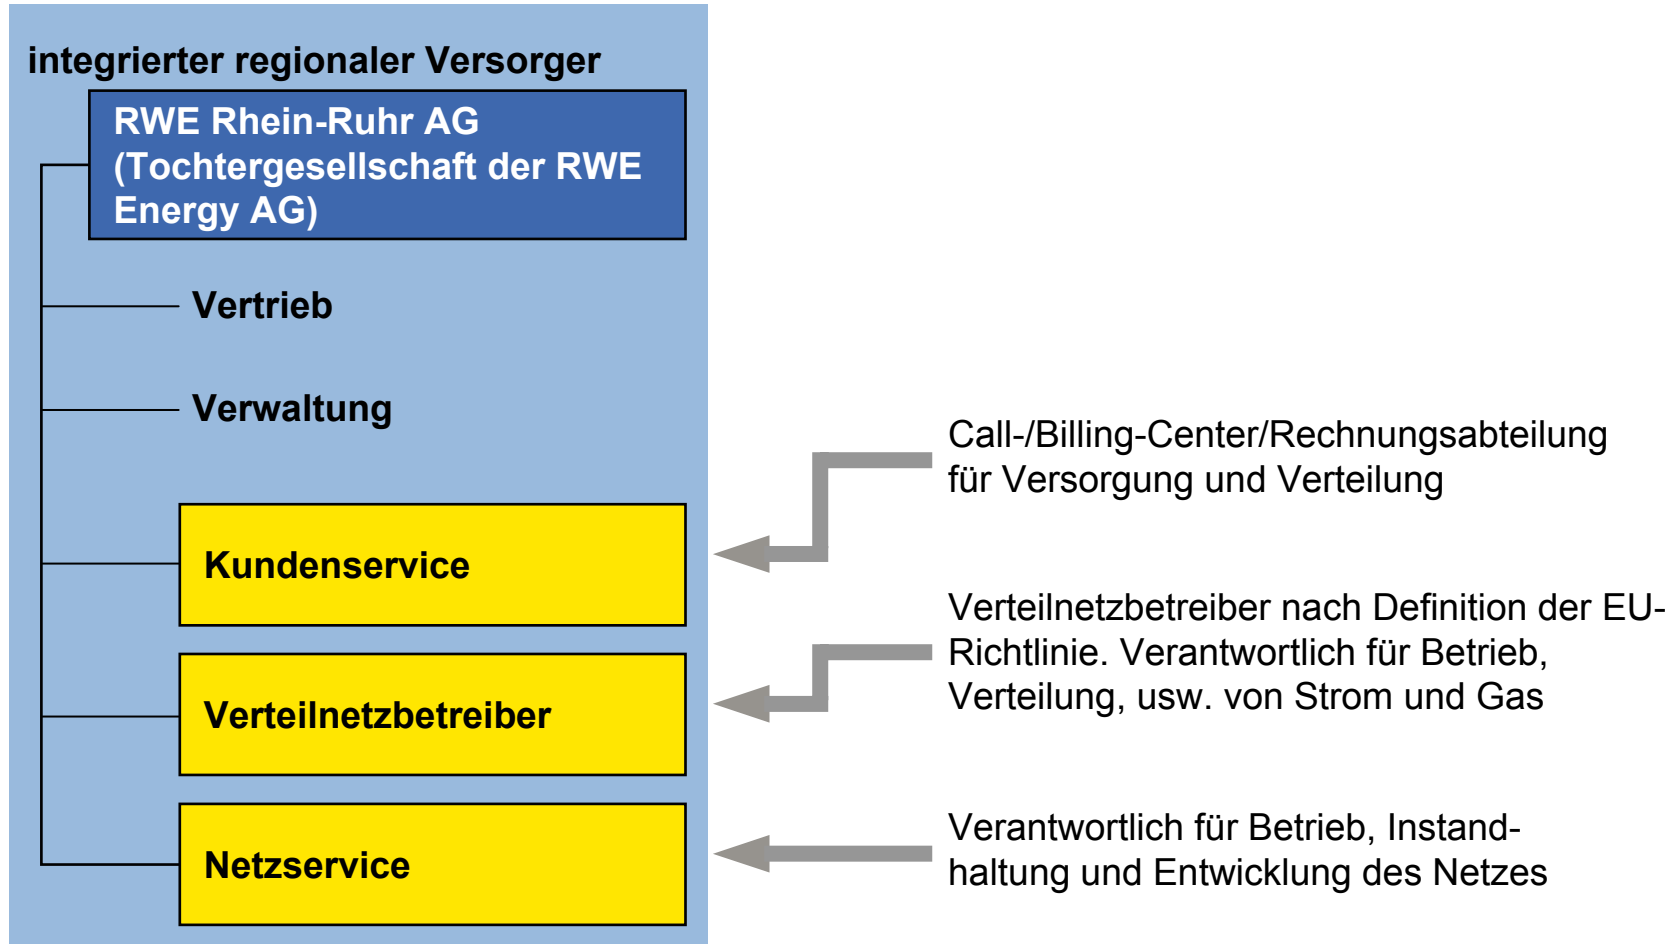 integrierter regionaler Versorger
RWE Rhein-Ruhr AG
(Tochtergesellschaft der RWE
Energy AG)
Vertrieb
Verwaltung
Kundenservice
Verteilnetzbetreiber
Netzservice
Call-/Billing-Center/Rechnungsabteilung
für Versorgung und Verteilung
Verteilnetzbetreiber nach Definition der EU-
Richtlinie. Verantwortlich für Betrieb,
Verteilung, usw. von Strom und Gas
Verantwortlich für Betrieb, Instand-
haltung und Entwicklung des Netzes